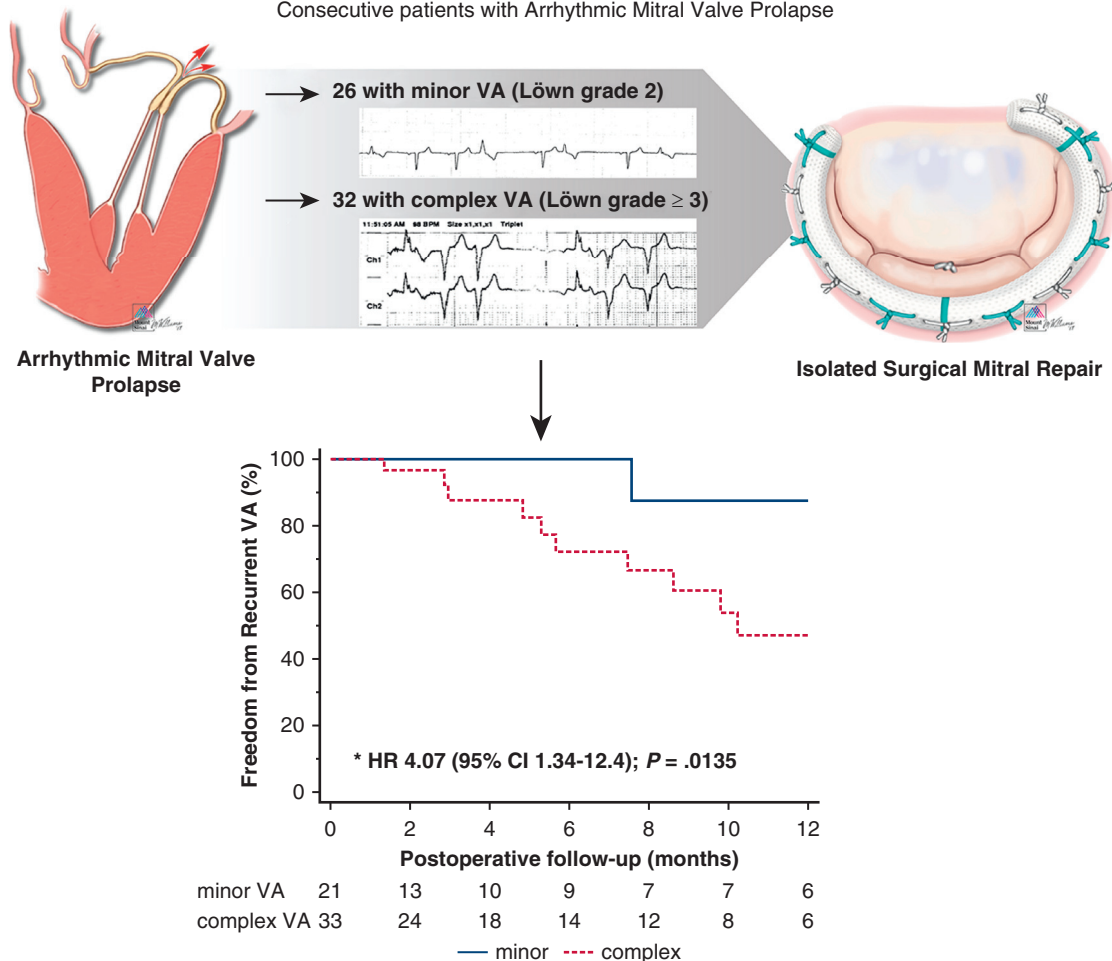 Consecutive patients with Arrhythmic Mitral Valve Prolapse
26 with minor VA (Löwn grade 2)
32 with complex VA (Löwn grade ≥ 3)
11:51:05 AM 98 BPM Size x1,x1,x1 Triplet
Ch1
Ch2
Mount
Sinai
Arrhythmic Mitral Valve
Prolapse
Mount
Sinai
Isolated Surgical Mitral Repair
Freedom from Recurrent VA (%)
100
80
60
40
20
0
* HR 4.07 (95% CI 1.34-12.4); P = .0135
0 2 4 6 8 10 12
Postoperative follow-up (months)
minor VA 21 13 10 9 7 7 6
complex VA 33 24 18 14 12 8 6
minor complex